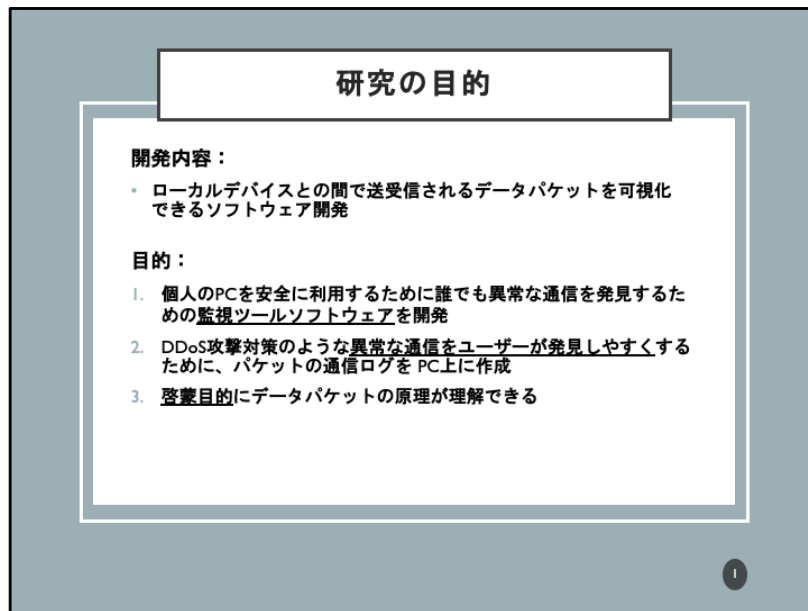 研究の目的
開発内容：
• ローカルデバイスとの間で送受信されるデータパケットを可視化
できるソフトウェア開発
目的：
1. 個人のPCを安全に利用するために誰でも異常な通信を発見するた
めの監視ツールソフトウェアを開発
2. DDoS攻撃対策のような異常な通信をユーザーが発見しやすくする
ために、パケットの通信ログを PC上に作成
3. 啓蒙目的にデータパケットの原理が理解できる
1